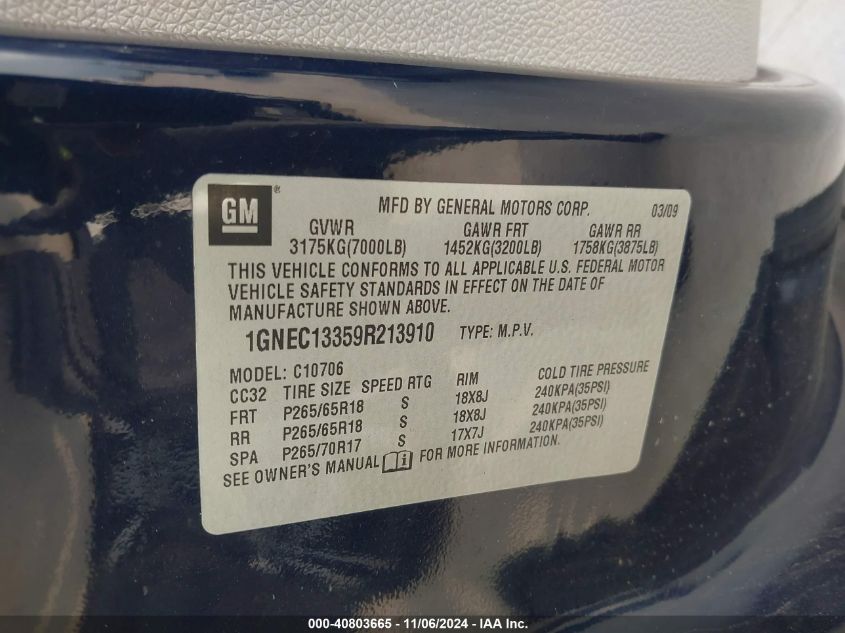 GM ® MFD BY GENERAL MOTORS CORP. 03/09
GVWR GAWR FRT GAWR RR
3175KG(7000LB) 1452KG(3200LB) 1758KG(3875LB)
THIS VEHICLE CONFORMS TO ALL APPLICABLE U.S. FEDERAL MOTOR
VEHICLE SAFETY STANDARDS IN EFFECT ON THE DATE OF
MANUFACTURE SHOWN ABOVE.
1GNEC13359R213910 TYPE: M.P.V.
MODEL: C10706
CC32 TIRE SIZE SPEED RTG RIM COLD TIRE PRESSURE
FRT P265/65R18 S 18X8J 240KPA(35PSI)
RR P265/65R18 S 18X8J 240KPA(35PSI)
SPA P265/70R17 S 17X7J 240KPA(35PSI)
SEE OWNER'S MANUAL FOR MORE INFORMATION.
000-40803665 - 11/06/2024 - IAA Inc.